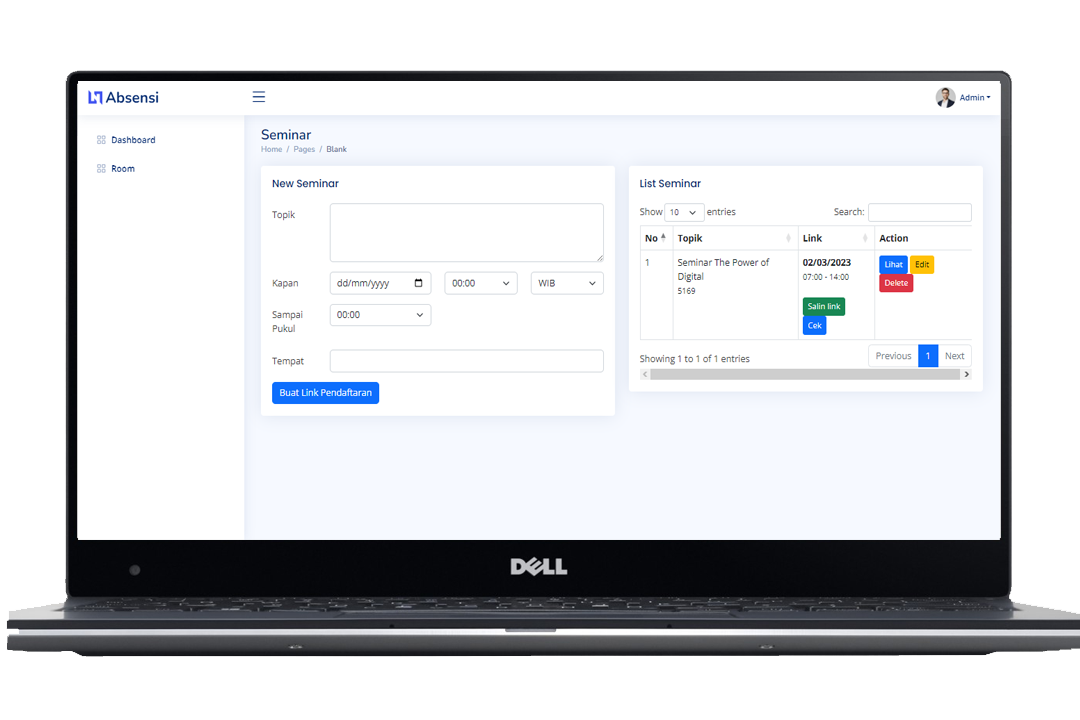 Absensi
Admin
Dashboard
Room
Seminar
Home / Pages / Blank
New Seminar
Topik
Kapan
dd/mm/yyyy
00:00
WIB
Sampai
Pukul
00:00
Tempat
Buat Link Pendaftaran
List Seminar
Show 10 entries
Search:
No Topik Link Action
1
Seminar The Power of
Digital
5169
02/03/2023
07:00 - 14:00
Salin link
Cek
Lihat Edit
Delete
Showing 1 to 1 of 1 entries
Previous 1 Next
DELL